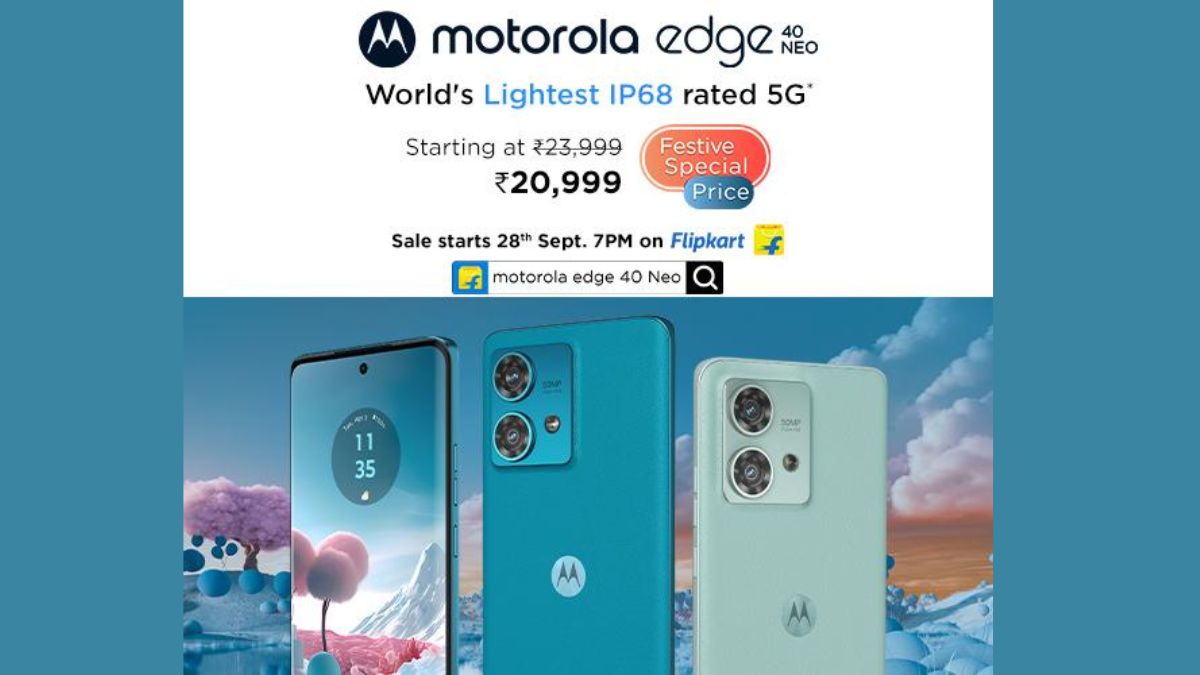 motorola edge 40 NEO
World's Lightest IP68 rated 5G*
Starting at ₹23,999
₹20,999
Festive
Special
Price
Sale starts 28th Sept. 7PM on Flipkart
motorola edge 40 Neo
11
35
50MP
50MP